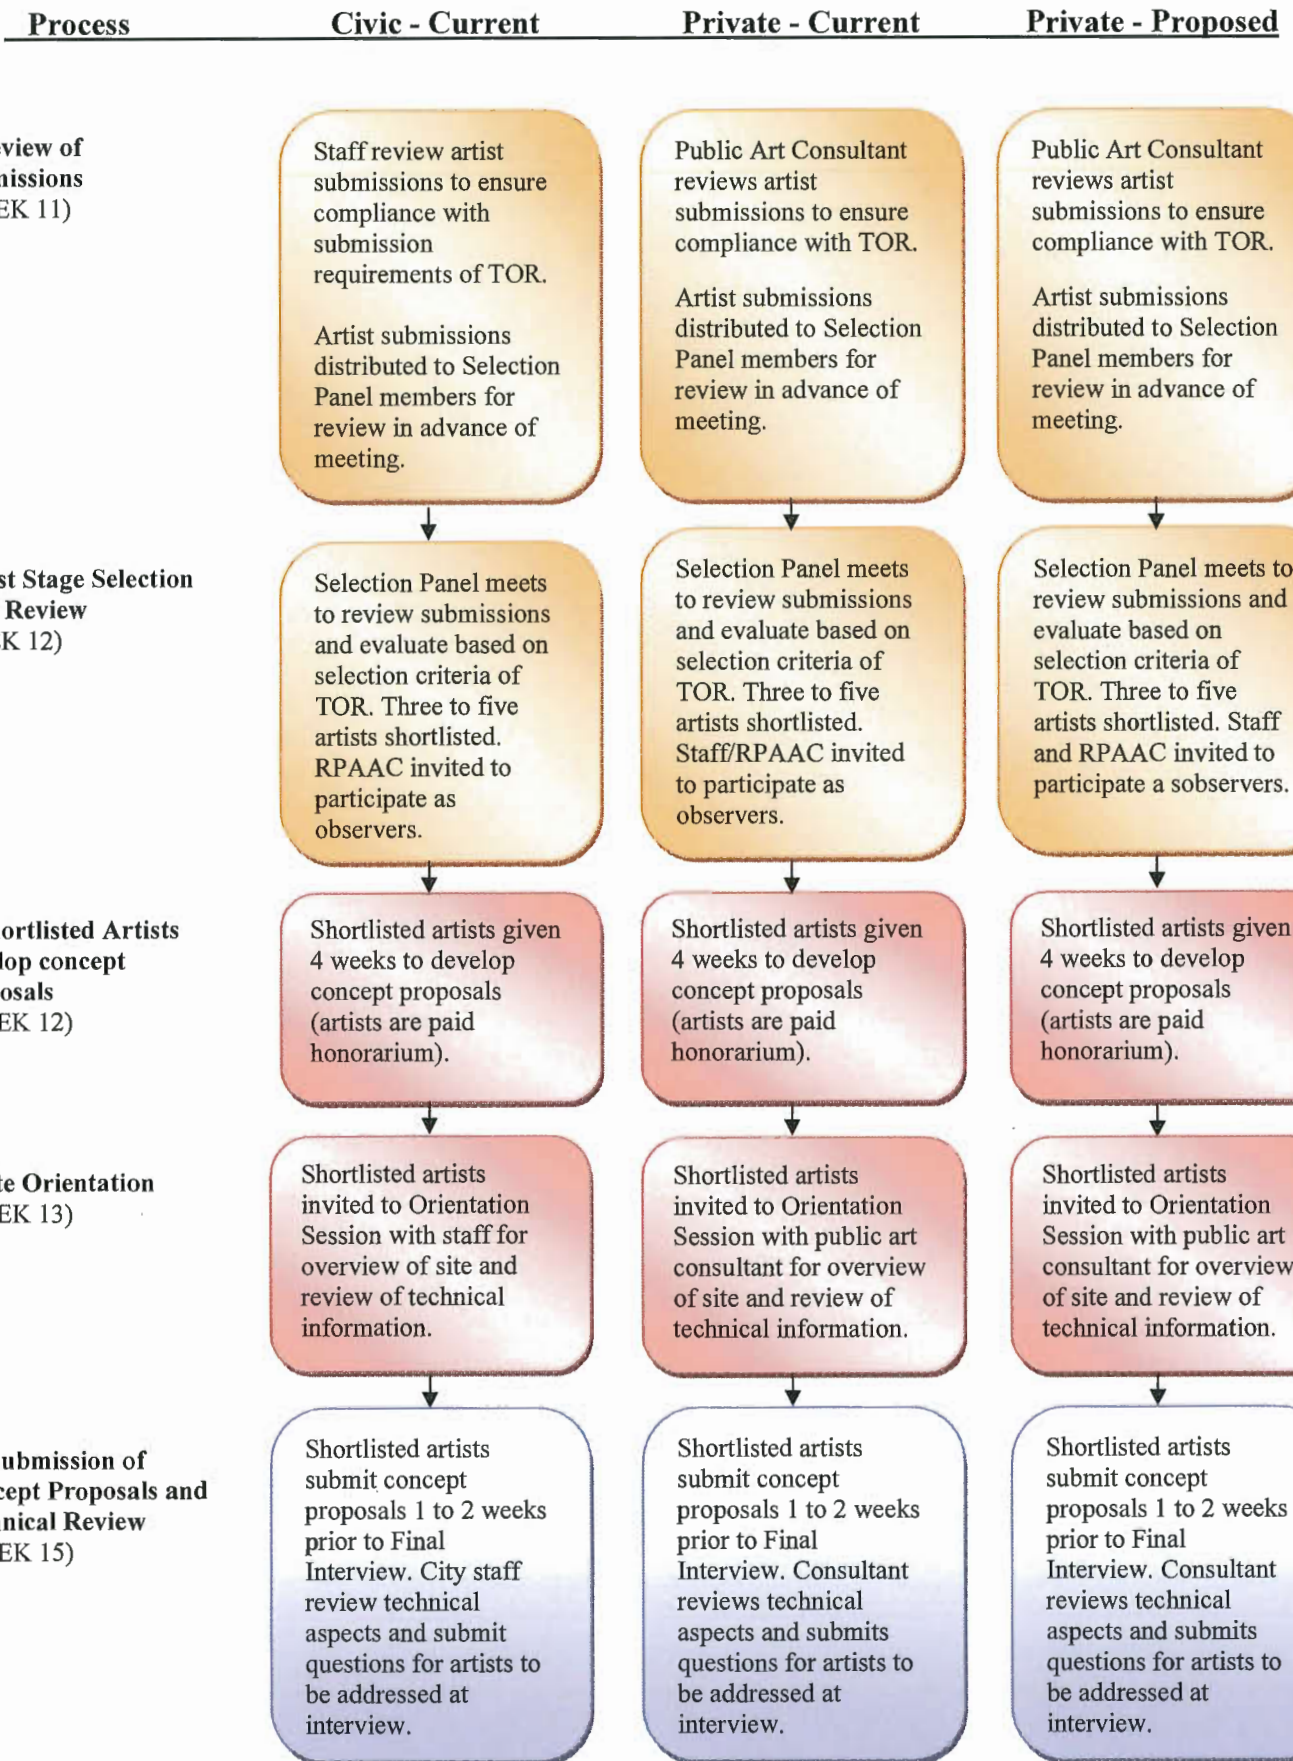 Process Civic - Current Private - Current Private - Proposed
view of
nissions
EK 11)
Staff review artist
submissions to ensure
compliance with
submission
requirements of TOR.
Artist submissions
distributed to Selection
Panel members for
review in advance of
meeting.
Public Art Consultant
reviews artist
submissions to ensure
compliance with TOR.
Artist submissions
distributed to Selection
Panel members for
review in advance of
meeting.
Public Art Consultant
reviews artist
submissions to ensure
compliance with TOR.
Artist submissions
distributed to Selection
Panel members for
review in advance of
meeting.
st Stage Selection
Review
K 12)
Selection Panel meets
to review submissions
and evaluate based on
selection criteria of
TOR. Three to five
artists shortlisted.
RPAAC invited to
participate as
observers.
Selection Panel meets
to review submissions
and evaluate based on
selection criteria of
TOR. Three to five
artists shortlisted.
Staff/RPAAC invited
to participate as
observers.
Selection Panel meets to
review submissions and
evaluate based on
selection criteria of
TOR. Three to five
artists shortlisted. Staff
and RPAAC invited to
participate a sobservers.
ortlisted Artists
lop concept
osals
EK 12)
Shortlisted artists given
4 weeks to develop
concept proposals
(artists are paid
honorarium).
Shortlisted artists given
4 weeks to develop
concept proposals
(artists are paid
honorarium).
Shortlisted artists given
4 weeks to develop
concept proposals
(artists are paid
honorarium).
te Orientation
EK 13)
Shortlisted artists
invited to Orientation
Session with staff for
overview of site and
review of technical
information.
Shortlisted artists
invited to Orientation
Session with public art
consultant for overview
of site and review of
technical information.
Shortlisted artists
invited to Orientation
Session with public art
consultant for overview
of site and review of
technical information.
ubmission of
cept Proposals and
nnical Review
EK 15)
Shortlisted artists
submit concept
proposals 1 to 2 weeks
prior to Final
Interview. City staff
review technical
aspects and submit
questions for artists to
be addressed at
interview.
Shortlisted artists
submit concept
proposals 1 to 2 weeks
prior to Final
Interview. Consultant
reviews technical
aspects and submits
questions for artists to
be addressed at
interview.
Shortlisted artists
submit concept
proposals 1 to 2 weeks
prior to Final
Interview. Consultant
reviews technical
aspects and submits
questions for artists to
be addressed at
interview.